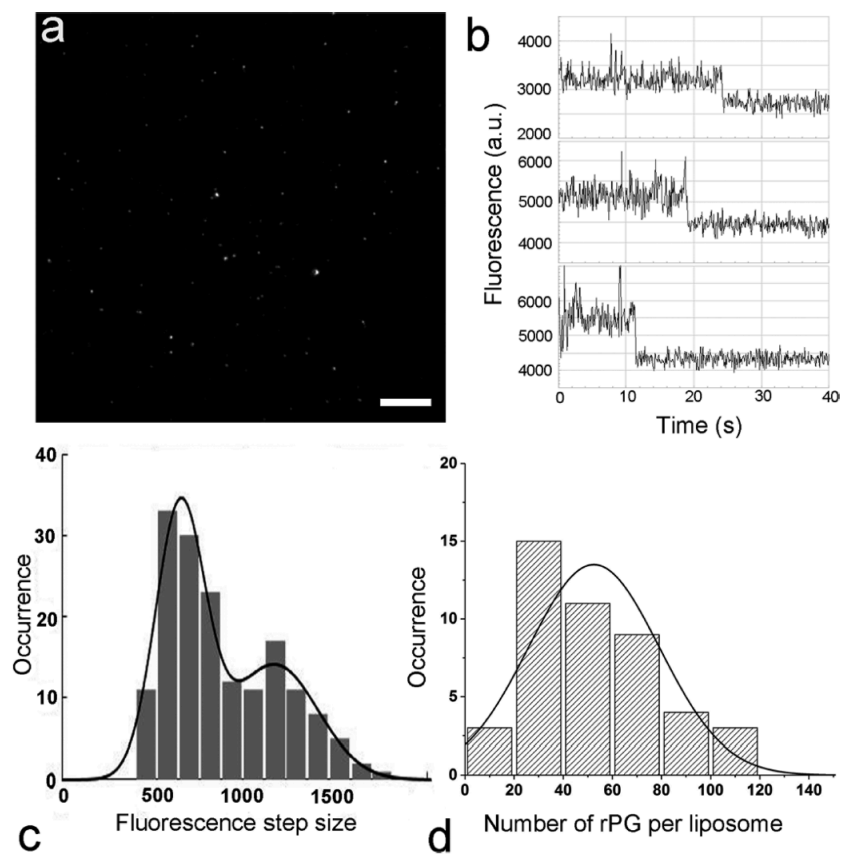 a
b
4000
3000
2000
6000
5000
4000
6000
5000
4000
Fluorescence (a.u.)
0 10 20 30 40
Time (s)
40
30
20
10
0
Occurrence
0 500 1000 1500
Fluorescence step size
c
20
15
10
5
0
Occurrence
0 20 40 60 80 100 120 140
Number of rPG per liposome
d